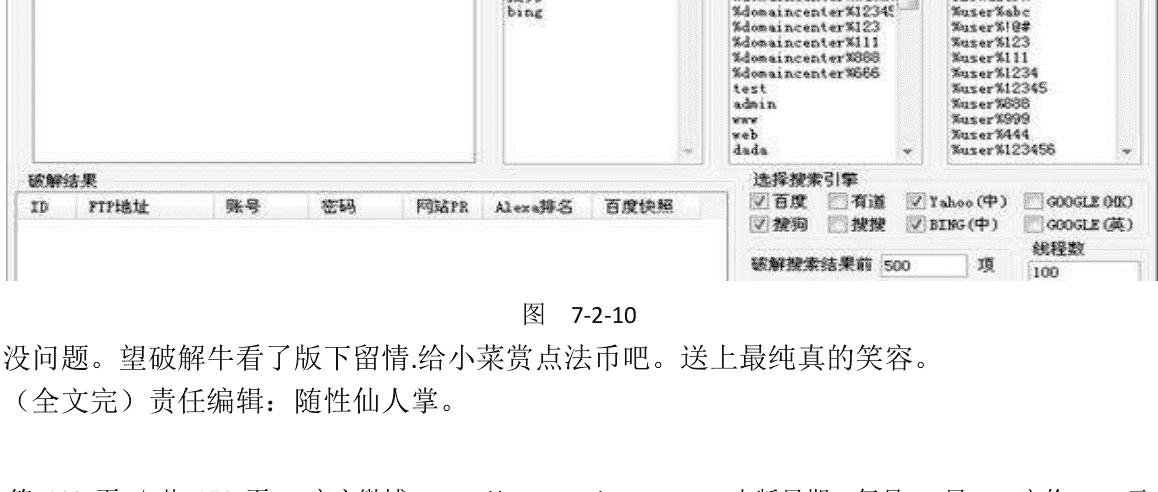 bing
%domaincenter%12345
%domaincenter%123
%domaincenter%111
%domaincenter%888
%domaincenter%666
test
admin
www
web
dada
%user%abc
%user%!@#
%user%123
%user%111
%user%1234
%user%12345
%user%888
%user%999
%user%444
%user%123456
破解结果
ID FTP地址 账号 密码 网站PR Alexa排名 百度快照
选择搜索引擎
百度 有道 Yahoo(中) GOOGLE(HK)
搜狗 搜搜 BING(中) GOOGLE(英)
破解搜索结果前 500 项
线程数
100
图 7-2-10
没问题。望破解牛看了版下留情.给小菜赏点法币吧。送上最纯真的笑容。
（全文完）责任编辑：随性仙人掌。